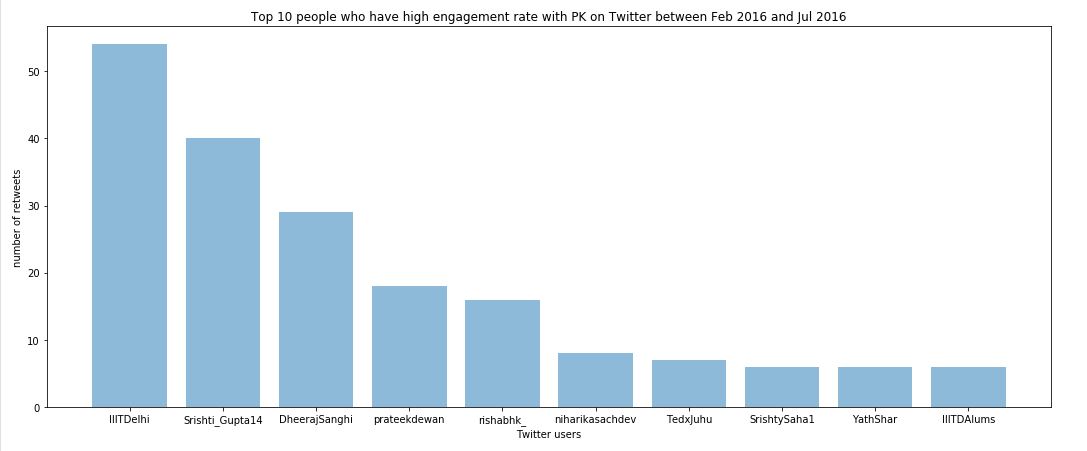 Top 10 people who have high engagement rate with PK on Twitter between Feb 2016 and Jul 2016
number of retweets
50
40
30
20
10
0
IIITDelhi Srishti_Gupta14 DheerajSanghi prateekdewan rishabhk_ niharikasachdev TedxJuhu SrishtySaha1 YathShar IIITDAlums
Twitter users